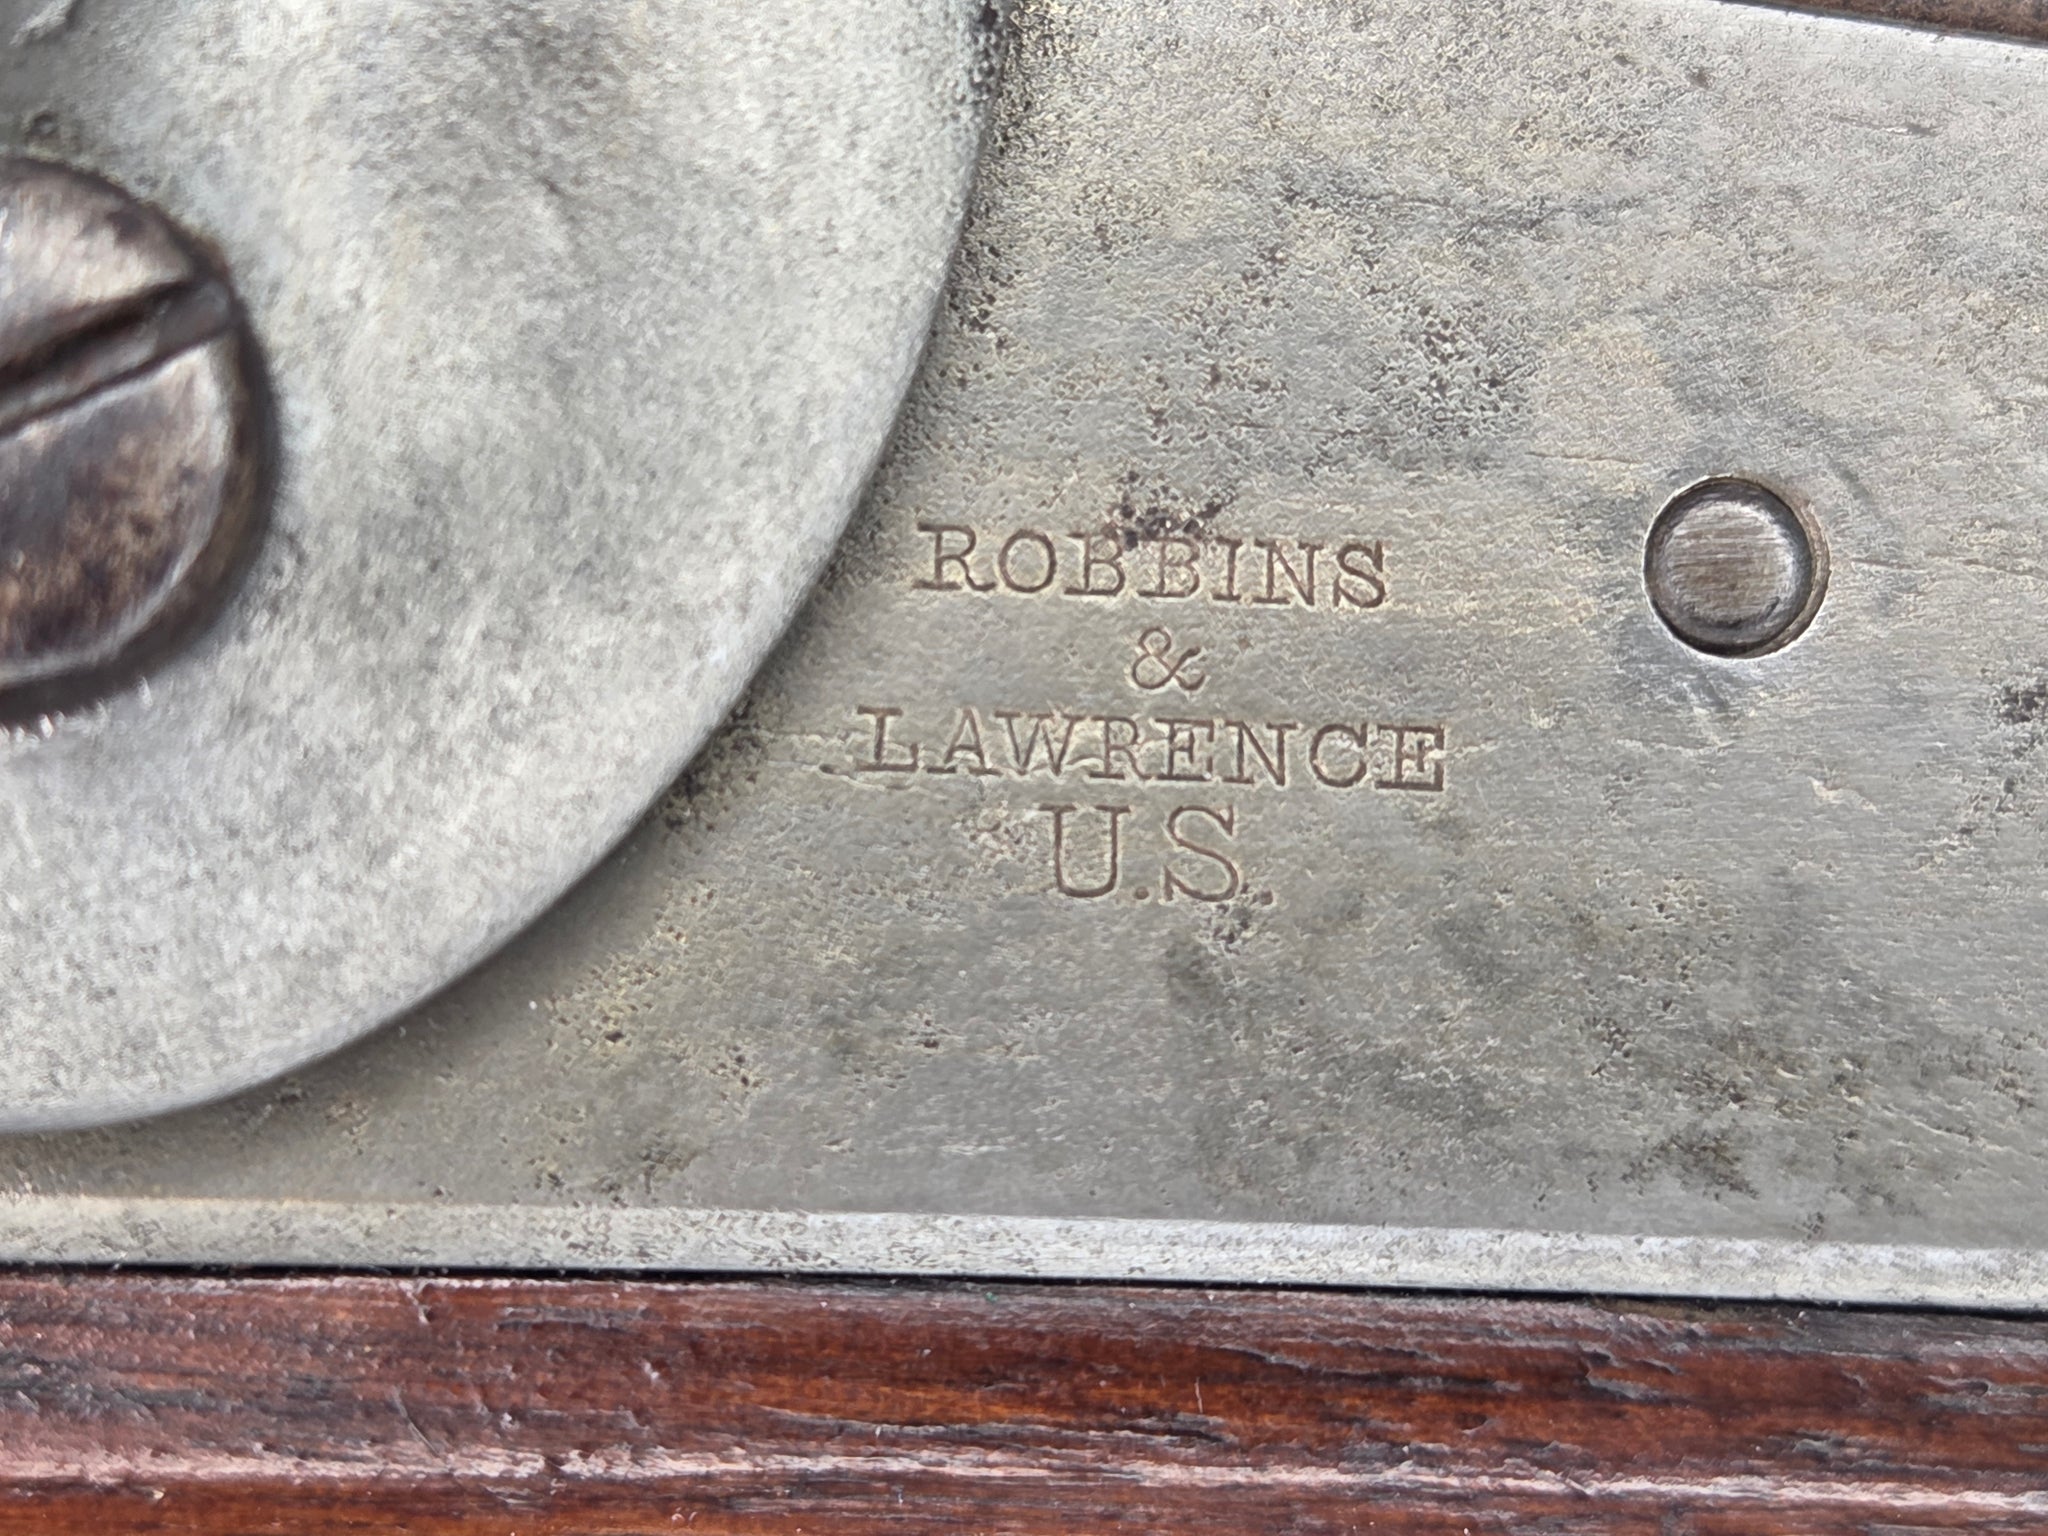 ROBBINS
&
LAWRENCE
U.S.